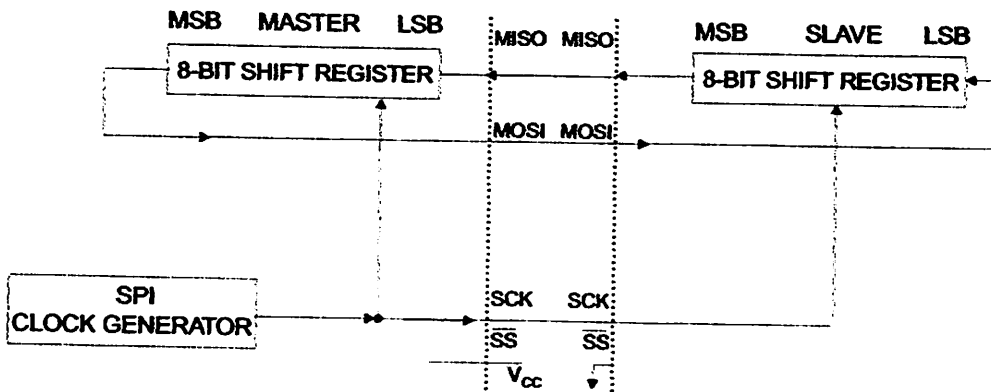 MSB MASTER LSB
8-BIT SHIFT REGISTER
MISO MISO
MSB SLAVE LSB
8-BIT SHIFT REGISTER
MOSI MOSI
SPI
CLOCK GENERATOR
SCK SCK
SS SS
VCC